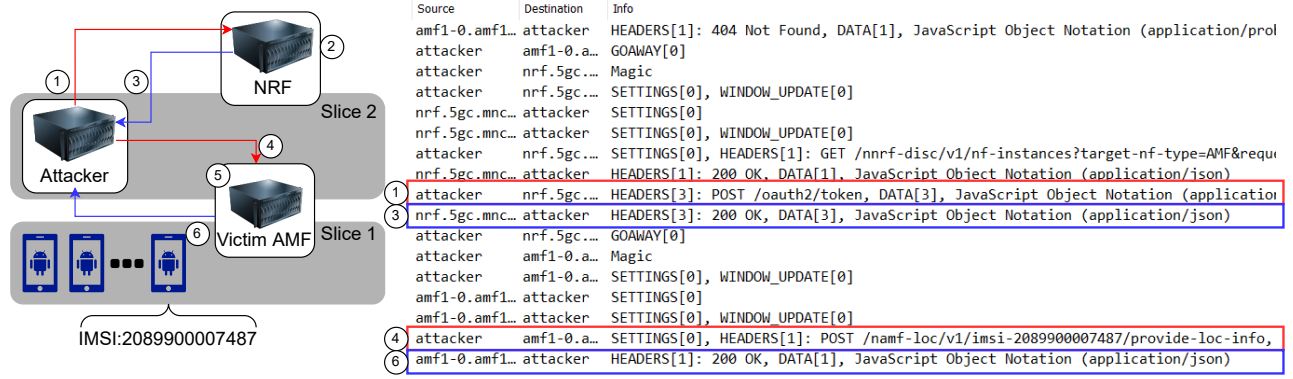 1
3
2
NRF
Slice 2
Attacker
4
5
Victim AMF
6
Slice 1
IMSI:2089900007487
Source Destination Info
amf1-0.amf1… attacker HEADERS[1]: 404 Not Found, DATA[1], JavaScript Object Notation (application/prob
attacker amf1-0.a… GOAWAY[0]
attacker nrf.5gc.… Magic
attacker nrf.5gc.… SETTINGS[0], WINDOW_UPDATE[0]
nrf.5gc.mnc… attacker SETTINGS[0]
nrf.5gc.mnc… attacker SETTINGS[0], WINDOW_UPDATE[0]
attacker nrf.5gc.… SETTINGS[0], HEADERS[1]: GET /nnrf-disc/v1/nf-instances?target-nf-type=AMF&reque
nrf.5gc.mnc… attacker HEADERS[1]: 200 OK, DATA[1], JavaScript Object Notation (application/json)
1 attacker nrf.5gc.… HEADERS[3]: POST /oauth2/token, DATA[3], JavaScript Object Notation (application
3 nrf.5gc.mnc… attacker HEADERS[3]: 200 OK, DATA[3], JavaScript Object Notation (application/json)
attacker nrf.5gc.… GOAWAY[0]
attacker amf1-0.a… Magic
attacker amf1-0.a… SETTINGS[0], WINDOW_UPDATE[0]
amf1-0.amf1… attacker SETTINGS[0]
amf1-0.amf1… attacker SETTINGS[0], WINDOW_UPDATE[0]
4 attacker amf1-0.a… SETTINGS[0], HEADERS[1]: POST /namf-loc/v1/imsi-2089900007487/provide-loc-info,
6 amf1-0.amf1… attacker HEADERS[1]: 200 OK, DATA[1], JavaScript Object Notation (application/json)